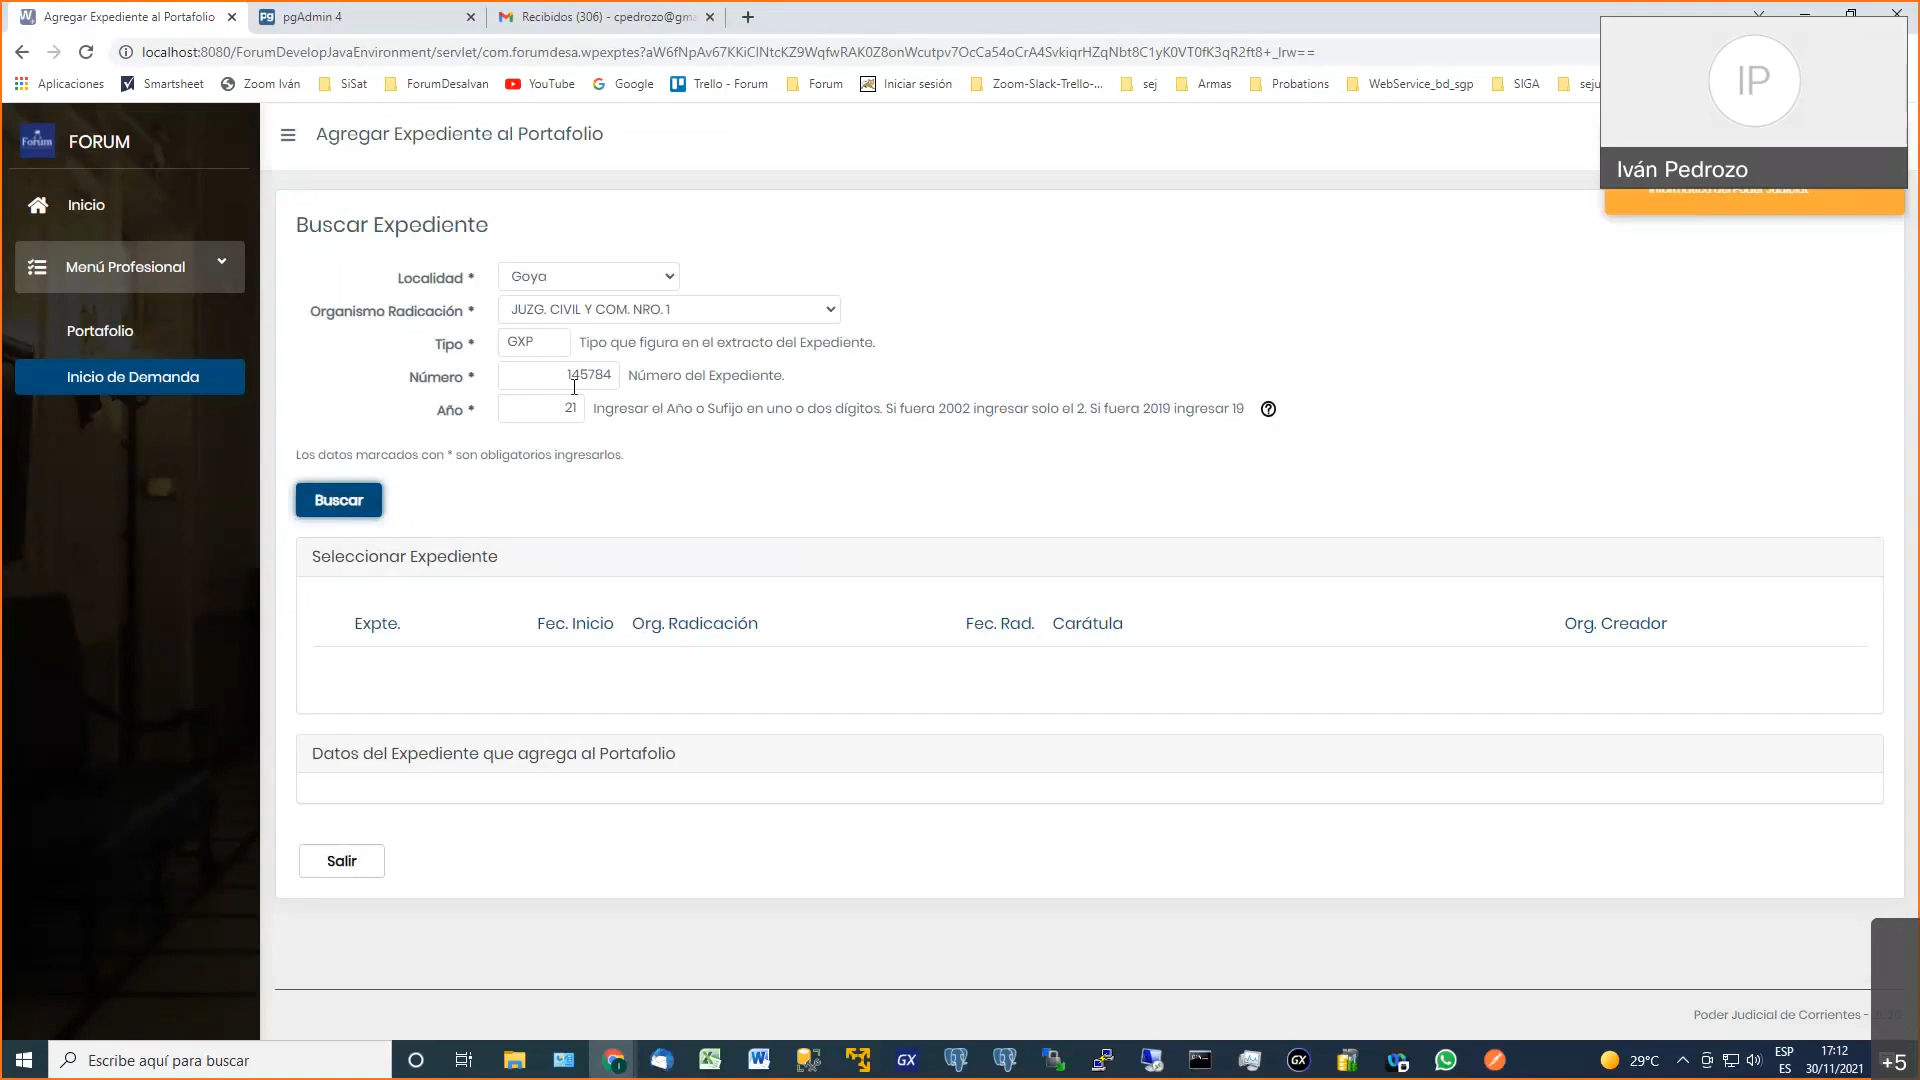 Agregar Expediente al Portafolio
pgAdmin 4
Recibidos (306) - cpedrozo@gm
localhost:8080/ForumDevelopJavaEnvironment/servlet/com.forumdesa.wpexptes?
Aplicaciones
Smartsheet
Zoom Iván
SiSat
ForumDesaIvan
YouTube
Google
Trello - Forum
Forum
Iniciar sesión
Zoom-Slack-Trello-...
sej
Armas
Probations
WebService_bd_sgp
SIGA
seju
IP
Iván Pedrozo
Forum
FORUM
Agregar Expediente al Portafolio
Inicio
Menú Profesional
Portafolio
Inicio de Demanda
Buscar Expediente
Localidad * Goya
Organismo Radicación * JUZG. CIVIL Y COM. NRO. 1
Tipo * GXP Tipo que figura en el extracto del Expediente.
Número * 145784 Número del Expediente.
Año * 21 Ingresar el Año o Sufijo en uno o dos dígitos. Si fuera 2002 ingresar solo el 2. Si fuera 2019 ingresar 19
Los datos marcados con * son obligatorios ingresarlos.
Buscar
Seleccionar Expediente
Expte. Fec. Inicio Org. Radicación Fec. Rad. Carátula Org. Creador
Datos del Expediente que agrega al Portafolio
Salir
Poder Judicial de Corrientes -
Escribe aquí para buscar
GX
GX
29°C
ESP
ES
17:12
30/11/2021
+5